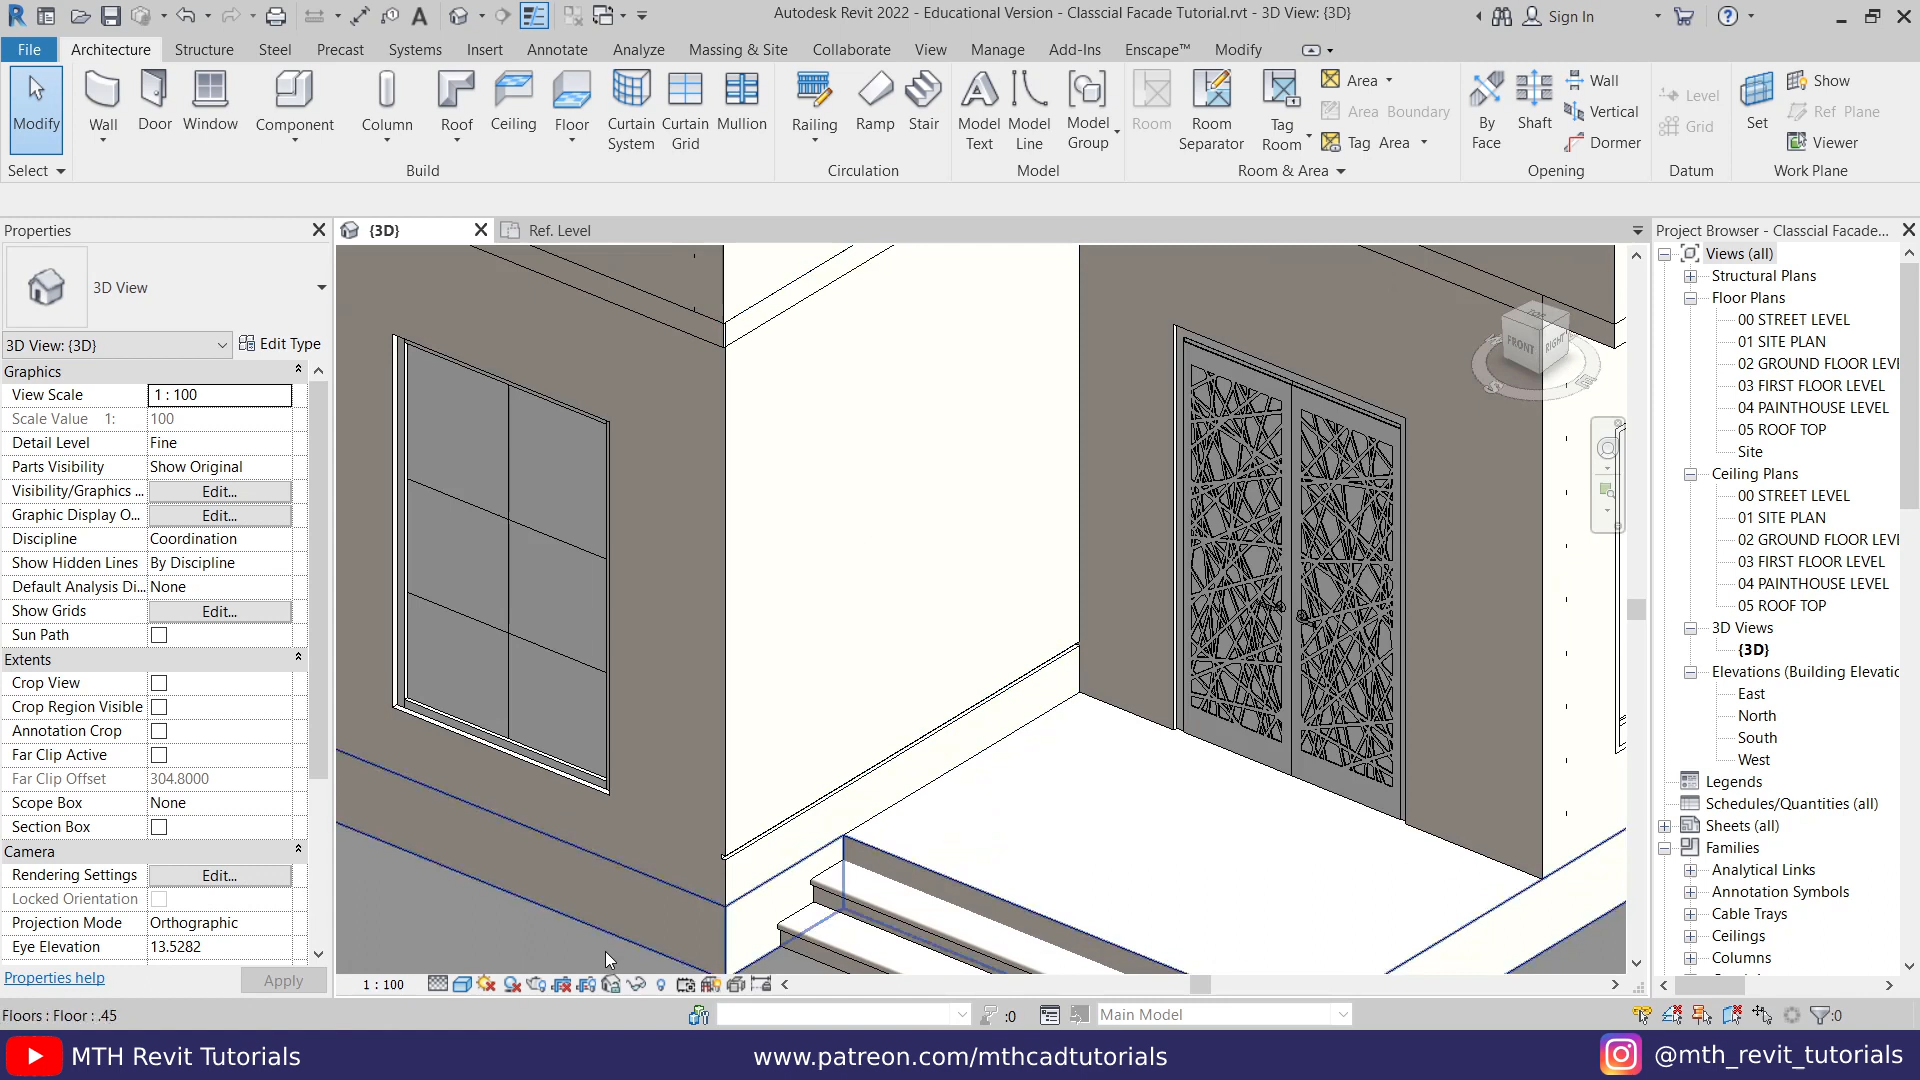 Autodesk Revit 2022 - Educational Version - Classcial Facade Tutorial.rvt - 3D View: {3D}
Sign In
File Architecture Structure Steel Precast Systems Insert Annotate Analyze Massing & Site Collaborate View Manage Add-Ins Enscape™ Modify
Modify Wall Door Window Component Column Roof Ceiling Floor Curtain System Curtain Grid Mullion Railing Ramp Stair Model Text Model Line Model Group Room Room Separator Tag Room
Area
Area Boundary
Tag Area
By Face Shaft
Wall
Vertical
Dormer
Level
Grid
Set
Show
Ref Plane
Viewer
Select Build Circulation Model Room & Area Opening Datum Work Plane
Properties
3D View
3D View: {3D} Edit Type
Graphics
View Scale 1 : 100
Scale Value 1: 100
Detail Level Fine
Parts Visibility Show Original
Visibility/Graphics ... Edit...
Graphic Display O... Edit...
Discipline Coordination
Show Hidden Lines By Discipline
Default Analysis Di... None
Show Grids Edit...
Sun Path
Extents
Crop View
Crop Region Visible
Annotation Crop
Far Clip Active
Far Clip Offset 304.8000
Scope Box None
Section Box
Camera
Rendering Settings Edit...
Locked Orientation
Projection Mode Orthographic
Eye Elevation 13.5282
Properties help Apply
{3D} Ref. Level
TOP
FRONT RIGHT
S E
1 : 100
Project Browser - Classcial Facade...
Views (all)
Structural Plans
Floor Plans
00 STREET LEVEL
01 SITE PLAN
02 GROUND FLOOR LEVE
03 FIRST FLOOR LEVEL
04 PAINTHOUSE LEVEL
05 ROOF TOP
Site
Ceiling Plans
00 STREET LEVEL
01 SITE PLAN
02 GROUND FLOOR LEVE
03 FIRST FLOOR LEVEL
04 PAINTHOUSE LEVEL
05 ROOF TOP
3D Views
{3D}
Elevations (Building Elevatio
East
North
South
West
Legends
Schedules/Quantities (all)
Sheets (all)
Families
Analytical Links
Annotation Symbols
Cable Trays
Ceilings
Columns
Floors : Floor : .45 :0 Main Model :0
MTH Revit Tutorials www.patreon.com/mthcadtutorials @mth_revit_tutorials